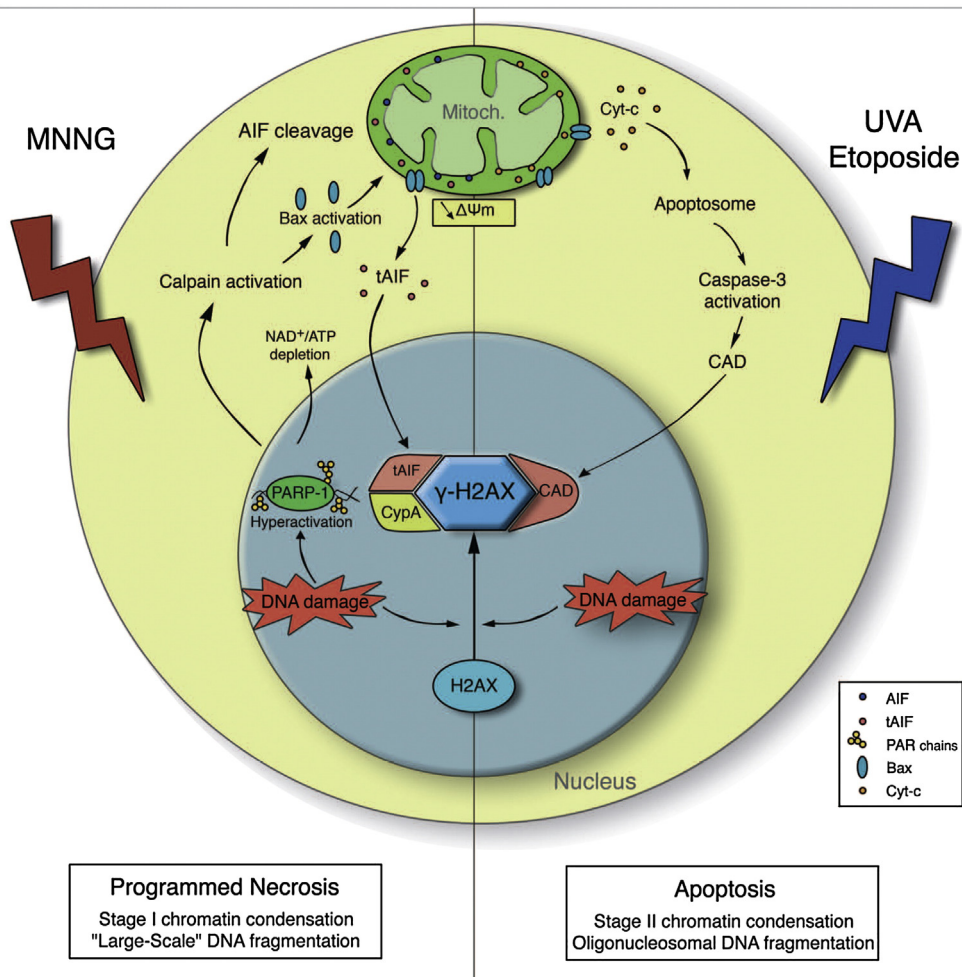 MNNG
UVA
Etoposide
AIF cleavage
Mitoch.
Cyt-c
Bax activation
↘ΔΨm
Apoptosome
Calpain activation
tAIF
Caspase-3
activation
NAD⁺/ATP
depletion
CAD
tAIF
CypA
γ-H2AX
CAD
PARP-1
Hyperactivation
DNA damage
DNA damage
H2AX
Nucleus
AIF
tAIF
PAR chains
Bax
Cyt-c
Programmed Necrosis
Stage I chromatin condensation
"Large-Scale" DNA fragmentation
Apoptosis
Stage II chromatin condensation
Oligonucleosomal DNA fragmentation